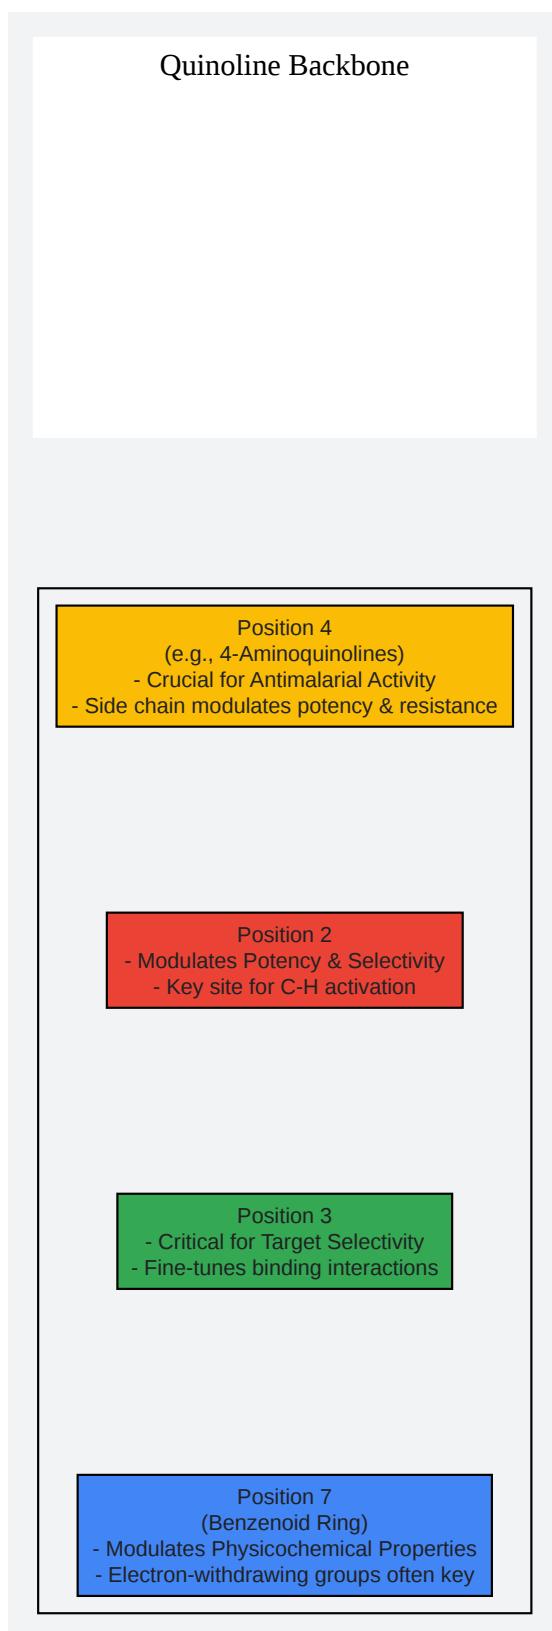 Quinoline Backbone
Position 4
(e.g., 4-Aminoquinolines)
- Crucial for Antimalarial Activity
- Side chain modulates potency & resistance
Position 2
- Modulates Potency & Selectivity
- Key site for C-H activation
Position 3
- Critical for Target Selectivity
- Fine-tunes binding interactions
Position 7
(Benzenoid Ring)
- Modulates Physicochemical Properties
- Electron-withdrawing groups often key